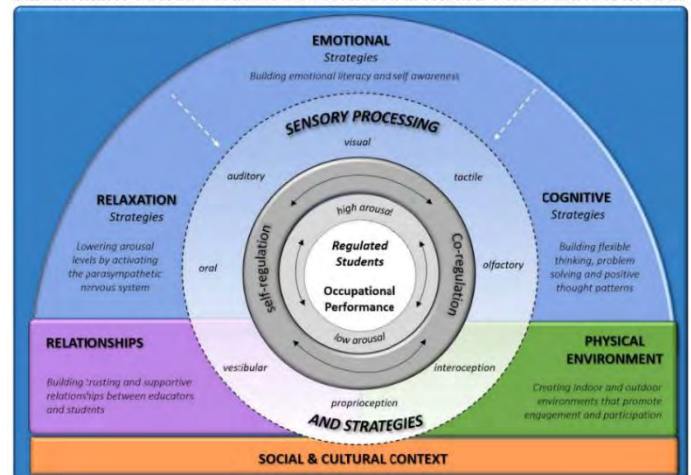 EMOTIONAL
Strategies
Building emotional literacy and self awareness
SENSORY PROCESSING
visual
auditory
tactile
RELAXATION
Strategies
Lowering arousal
levels by activating
the parasympathetic
nervous system
COGNITIVE
Strategies
Building flexible
thinking, problem
solving and positive
thought patterns
oral
olfactory
self-regulation
Co-regulation
high arousal
Regulated
Students
Occupational
Performance
low arousal
RELATIONSHIPS
Building trusting and supportive
relationships between educators
and students
PHYSICAL
ENVIRONMENT
Creating indoor and outdoor
environments that promote
engagement and participation
vestibular
interoception
proprioception
AND STRATEGIES
SOCIAL & CULTURAL CONTEXT